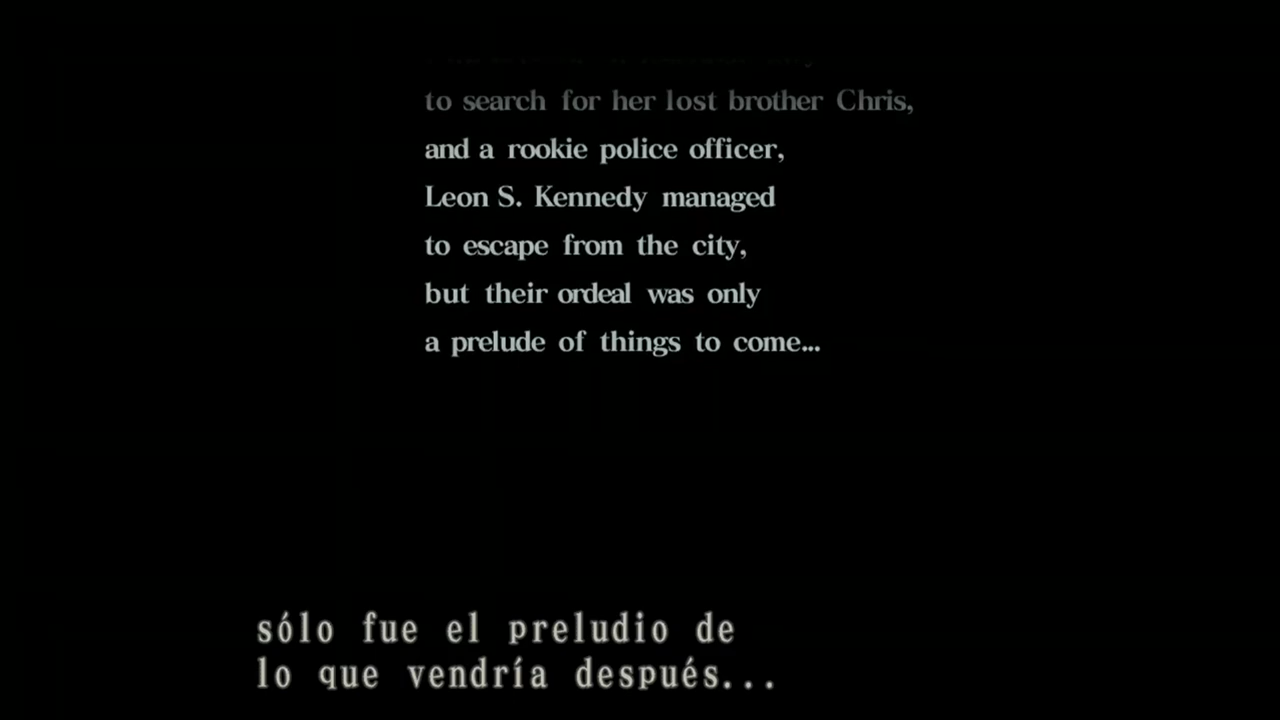 to search for her lost brother Chris,
and a rookie police officer,
Leon S. Kennedy managed
to escape from the city,
but their ordeal was only
a prelude of things to come...
sólo fue el preludio de
lo que vendría después...